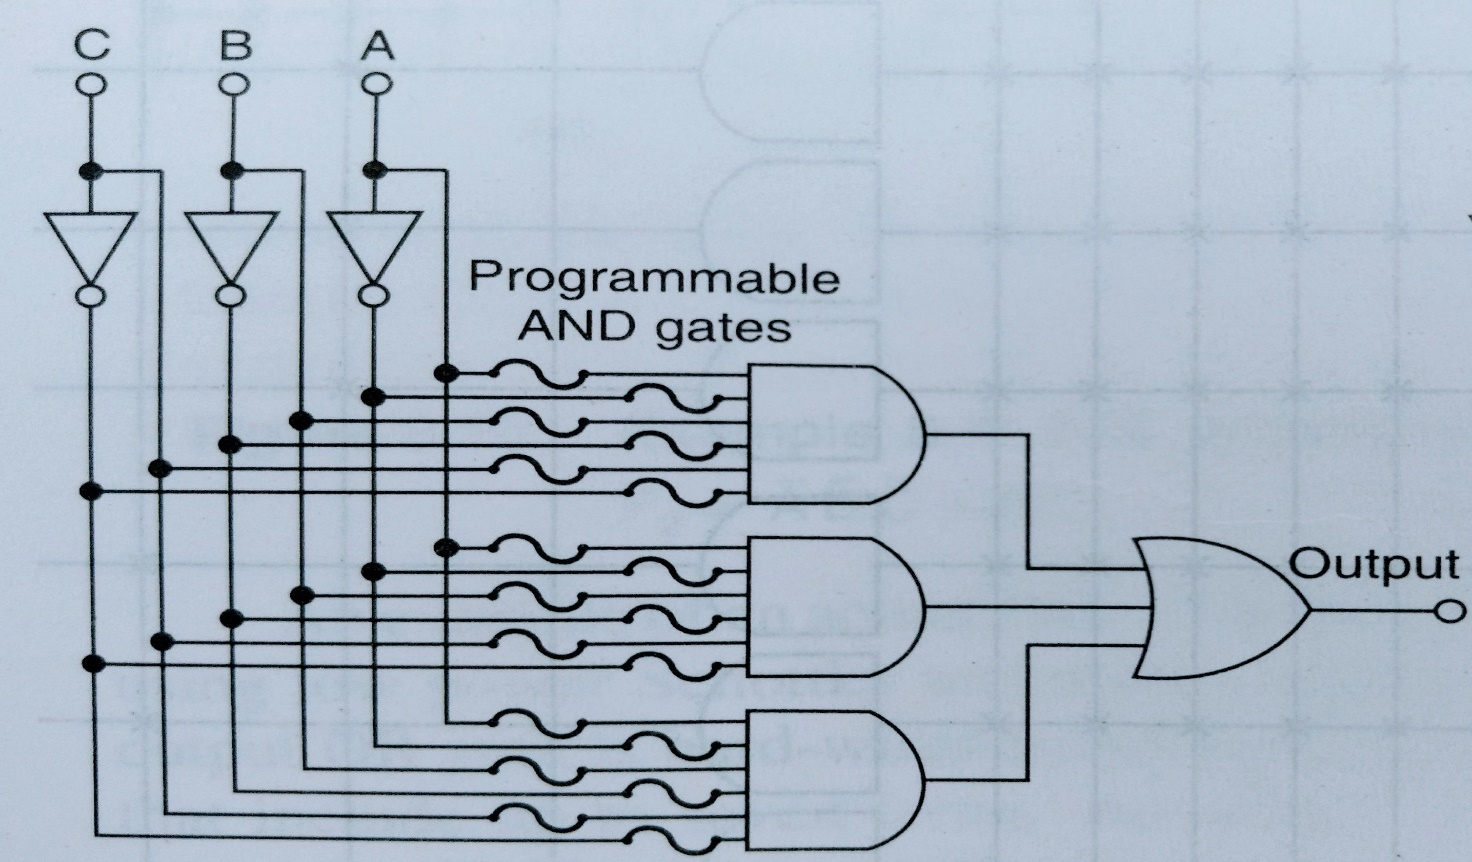 C B A
Programmable
AND gates
Output